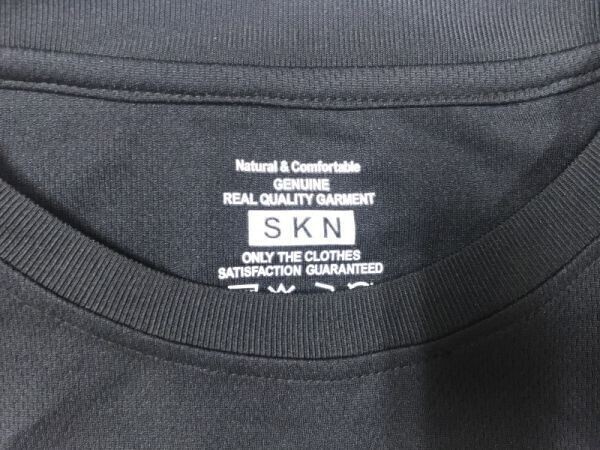 Natural & Comfortable
GENUINE
REAL QUALITY GARMENT
SKN
ONLY THE CLOTHES
SATISFACTION GUARANTEED